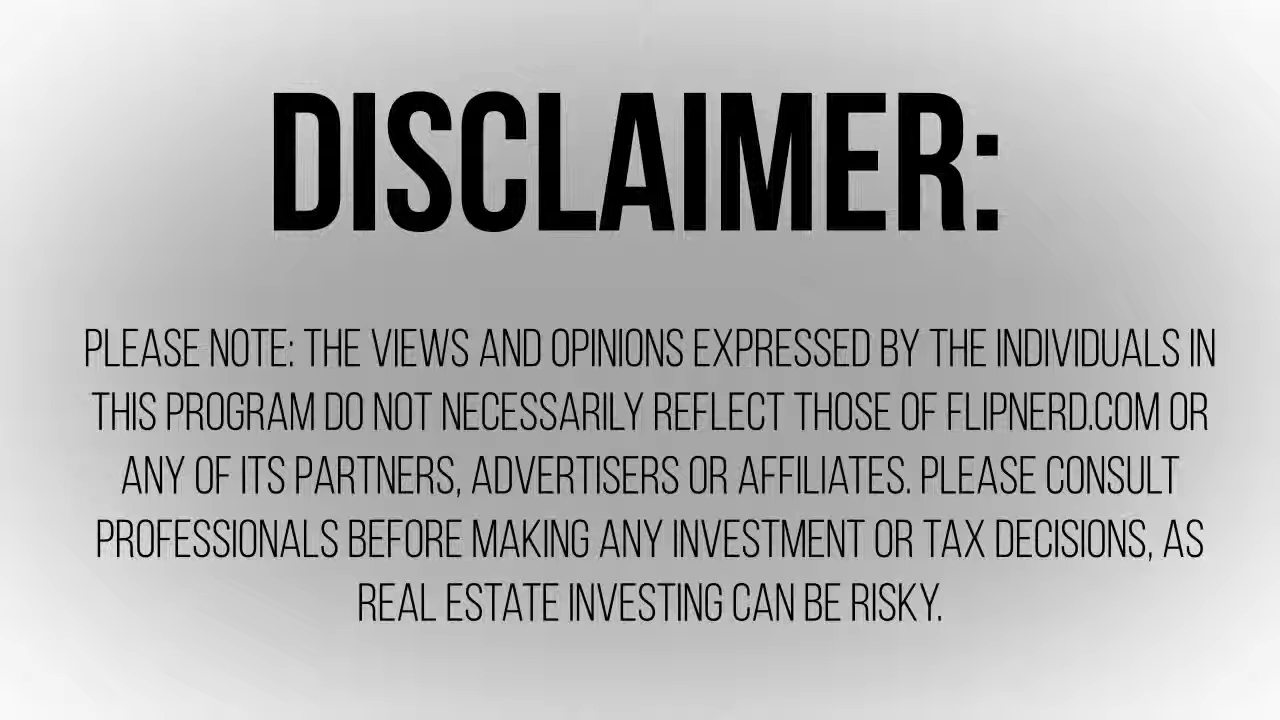 DISCLAIMER:
PLEASE NOTE: THE VIEWS AND OPINIONS EXPRESSED BY THE INDIVIDUALS IN
THIS PROGRAM DO NOT NECESSARILY REFLECT THOSE OF FLIPNERD.COM OR
ANY OF ITS PARTNERS, ADVERTISERS OR AFFILIATES. PLEASE CONSULT
PROFESSIONALS BEFORE MAKING ANY INVESTMENT OR TAX DECISIONS, AS
REAL ESTATE INVESTING CAN BE RISKY.